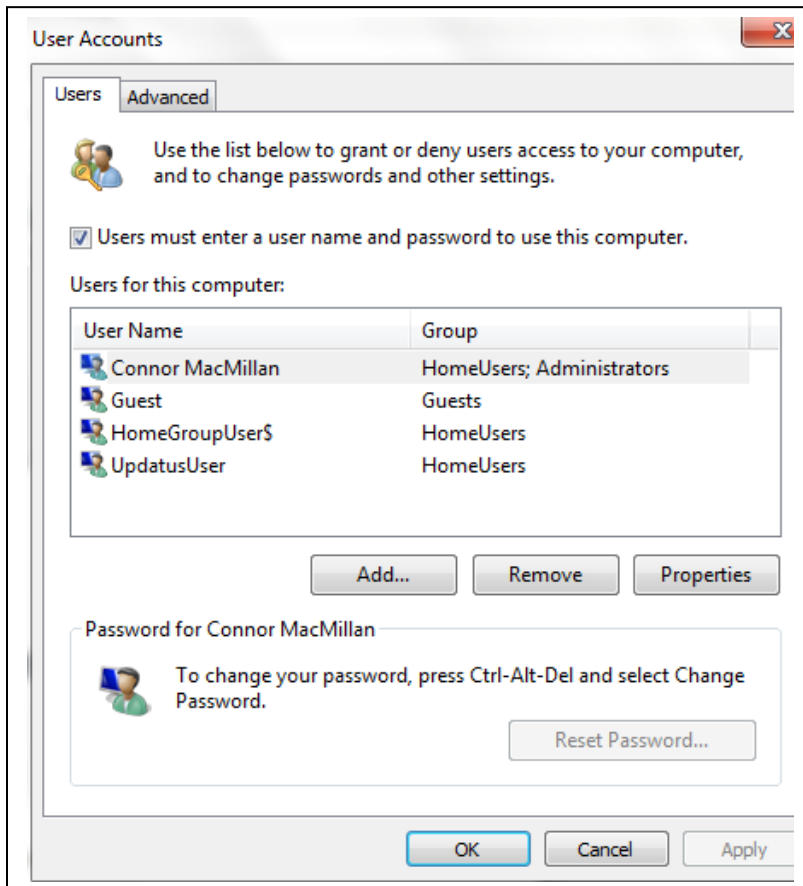 User Accounts
Users Advanced
Use the list below to grant or deny users access to your computer,
and to change passwords and other settings.
Users must enter a user name and password to use this computer.
Users for this computer:
User Name Group
Connor MacMillan HomeUsers; Administrators
Guest Guests
HomeGroupUser$ HomeUsers
UpdatusUser HomeUsers
Add... Remove Properties
Password for Connor MacMillan
To change your password, press Ctrl-Alt-Del and select Change
Password.
Reset Password...
OK Cancel Apply